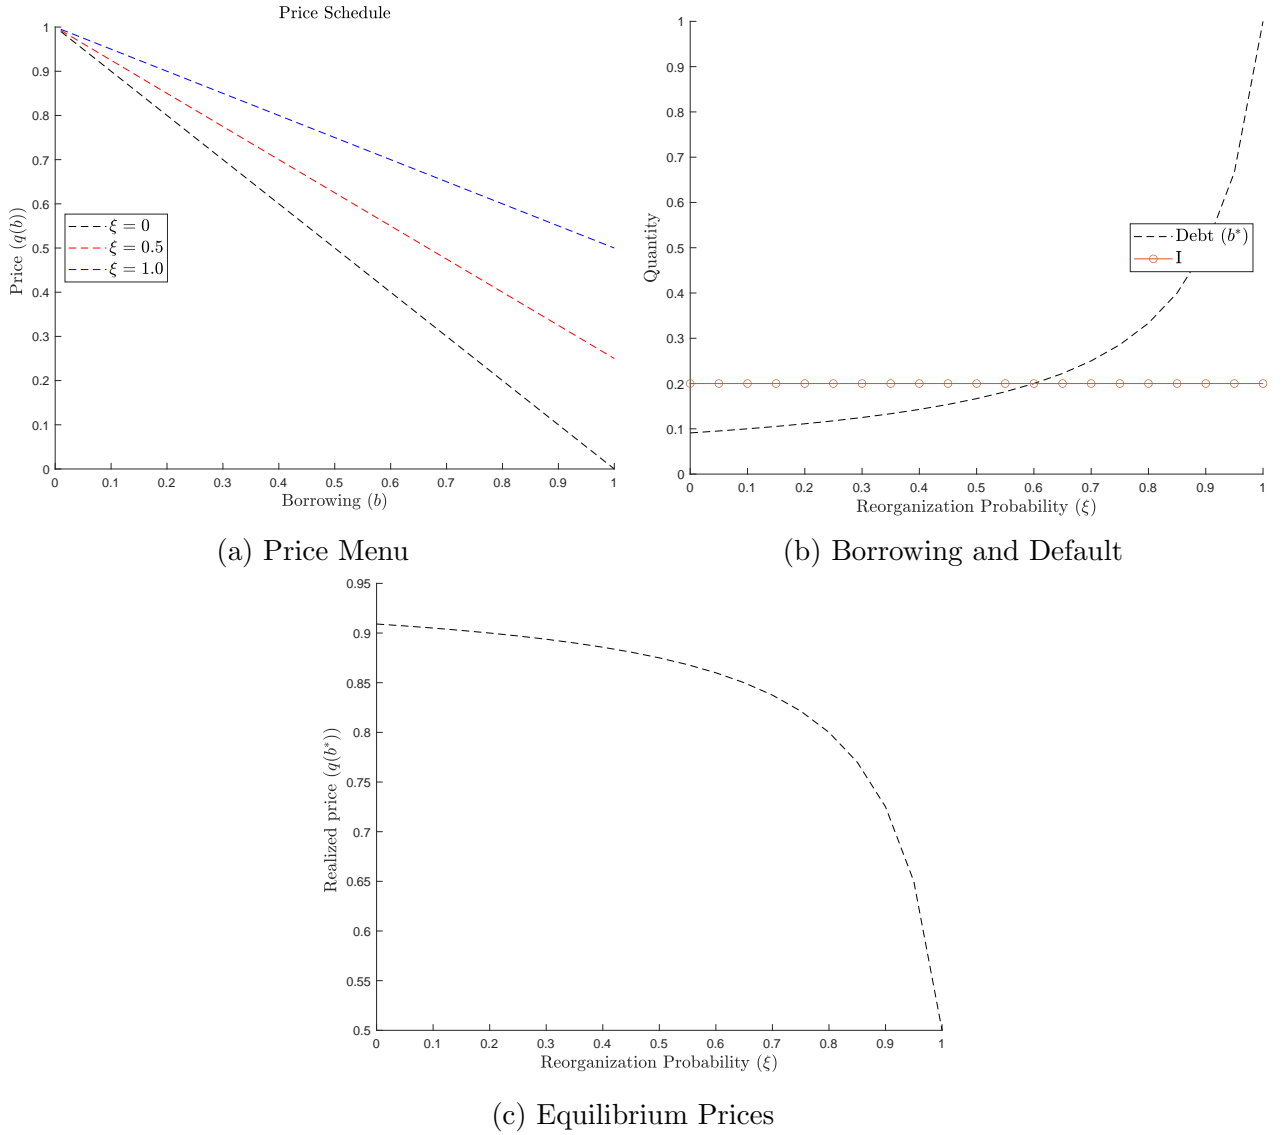 Price Schedule
1
0.9
0.8
0.7
0.6
0.5
0.4
0.3
0.2
0.1
0
Price (q(b))
ξ = 0
ξ = 0.5
ξ = 1.0
0 0.1 0.2 0.3 0.4 0.5 0.6 0.7 0.8 0.9 1
Borrowing (b)
(a) Price Menu
1
0.9
0.8
0.7
0.6
0.5
0.4
0.3
0.2
0.1
0
Quantity
Debt (b*)
I
0 0.1 0.2 0.3 0.4 0.5 0.6 0.7 0.8 0.9 1
Reorganization Probability (ξ)
(b) Borrowing and Default
0.95
0.9
0.85
0.8
0.75
0.7
0.65
0.6
0.55
0.5
Realized price (q(b*))
0 0.1 0.2 0.3 0.4 0.5 0.6 0.7 0.8 0.9 1
Reorganization Probability (ξ)
(c) Equilibrium Prices